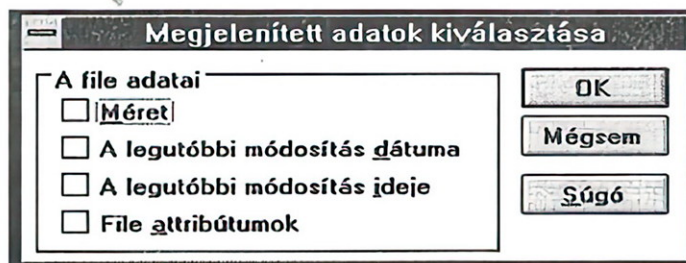 Megjelenített adatok kiválasztása
A file adatai
Méret
A legutóbbi módosítás dátuma
A legutóbbi módosítás ideje
File attribútumok
OK
Mégsem
Súgó